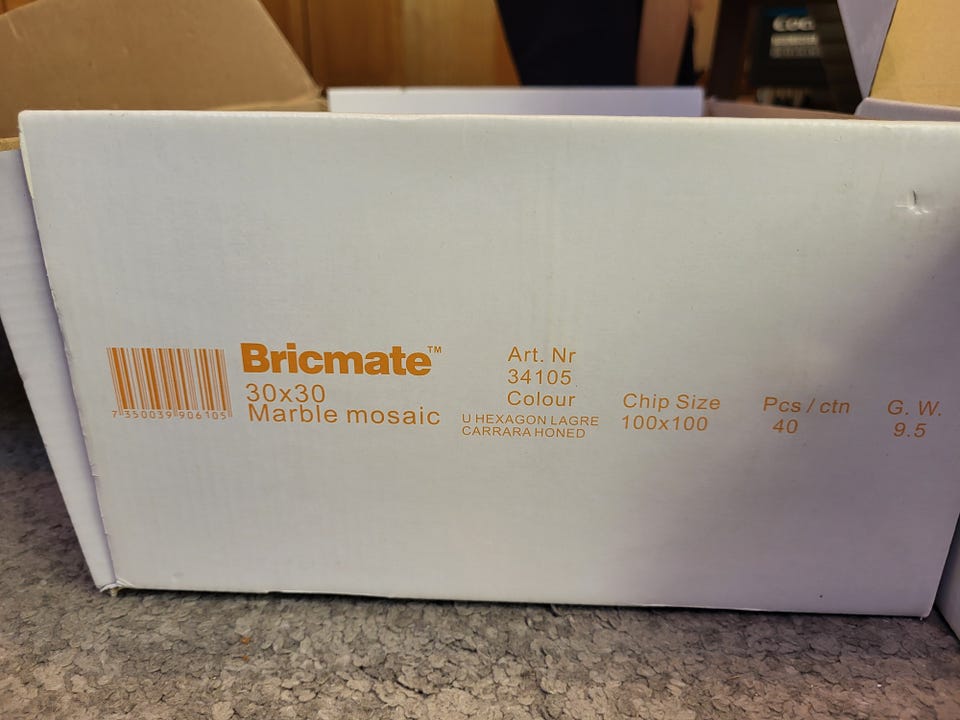 Bricmate™
30x30
Marble mosaic
7 350039 906105
Art. Nr
34105
Colour
U HEXAGON LAGRE
CARRARA HONED
Chip Size
100x100
Pcs / ctn
40
G. W.
9.5